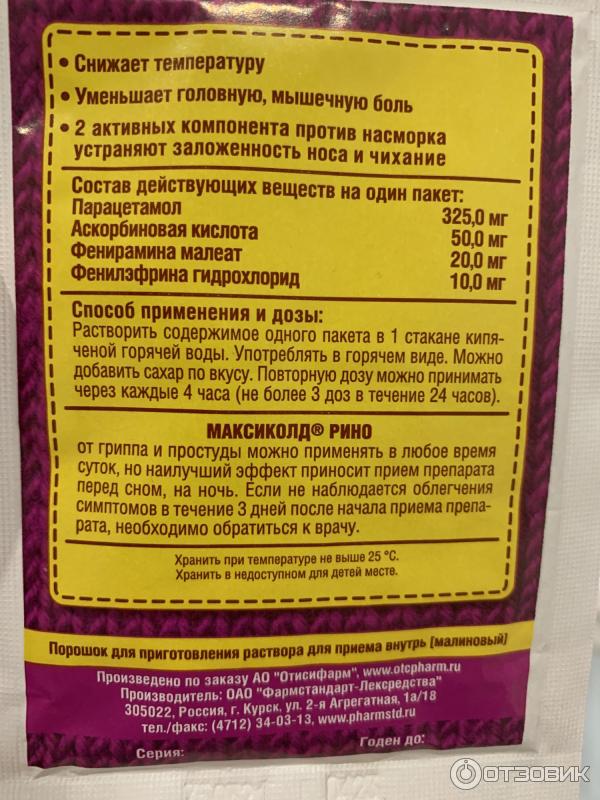 • Снижает температуру
• Уменьшает головную, мышечную боль
• 2 активных компонента против насморка
устраняют заложенность носа и чихание
Состав действующих веществ на один пакет:
Парацетамол 325,0 мг
Аскорбиновая кислота 50,0 мг
Фенирамина малеат 20,0 мг
Фенилэфрина гидрохлорид 10,0 мг
Способ применения и дозы:
Растворить содержимое одного пакета в 1 стакане кипя-
ченой горячей воды. Употреблять в горячем виде. Можно
добавить сахар по вкусу. Повторную дозу можно принимать
через каждые 4 часа (не более 3 доз в течение 24 часов).
МАКСИКОЛД® РИНО
от гриппа и простуды можно применять в любое время
суток, но наилучший эффект приносит прием препарата
перед сном, на ночь. Если не наблюдается облегчения
симптомов в течение 3 дней после начала приема препа-
рата, необходимо обратиться к врачу.
Хранить при температуре не выше 25 °С.
Хранить в недоступном для детей месте.
Порошок для приготовления раствора для приема внутрь [малиновый]
Произведено по заказу АО "Отисифарм", www.otcpharm.ru
Производитель: ОАО "Фармстандарт-Лексредства"
305022, Россия, г. Курск, ул. 2-я Агрегатная, 1а/18
тел./факс: (4712) 34-03-13, www.pharmstd.ru
Серия: Годен до:
ОТЗОВИК